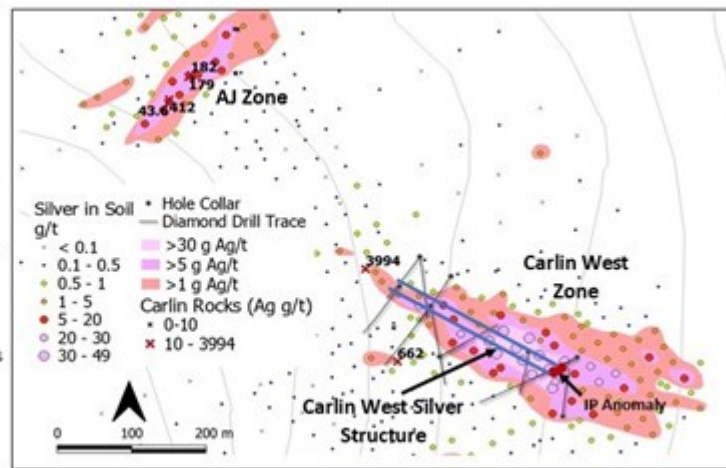 182
179
AJ Zone
43.6
412
Silver in Soil
g/t
< 0.1
0.1 - 0.5
0.5 - 1
1 - 5
5 - 20
20 - 30
30 - 49
Hole Collar
Diamond Drill Trace
>30 g Ag/t
>5 g Ag/t
>1 g Ag/t
Carlin Rocks (Ag g/t)
0-10
10 - 3994
3994
Carlin West
Zone
662
Carlin West Silver
Structure
IP Anomaly
0 100 200 m
s